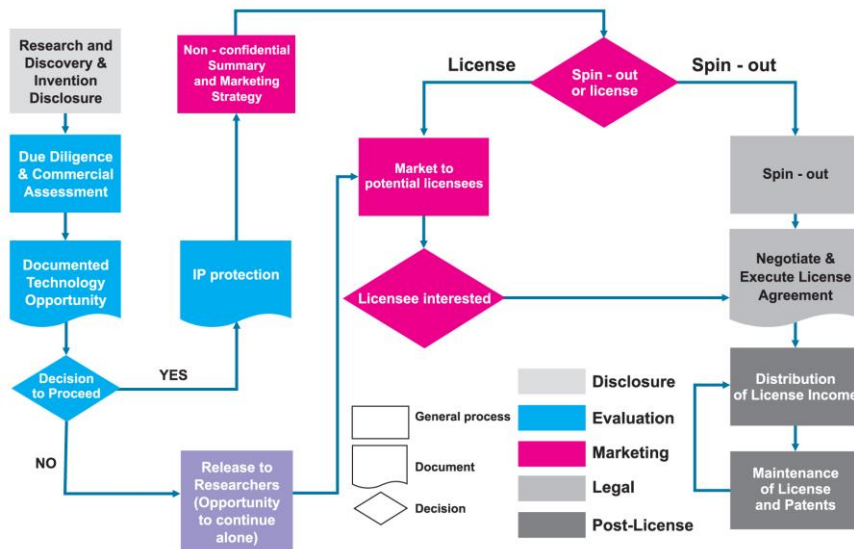 Research and
Discovery &
Invention
Disclosure
Non - confidential
Summary
and Marketing
Strategy
License
Spin - out
or license
Spin - out
Due Diligence
& Commercial
Assessment
Market to
potential licensees
Spin - out
Documented
Technology
Opportunity
IP protection
Licensee interested
Negotiate &
Execute License
Agreement
Decision
to Proceed
YES
NO
Release to
Researchers
(Opportunity
to continue
alone)
General process
Document
Decision
Disclosure
Evaluation
Marketing
Legal
Post-License
Distribution
of License Income
Maintenance
of License
and Patents